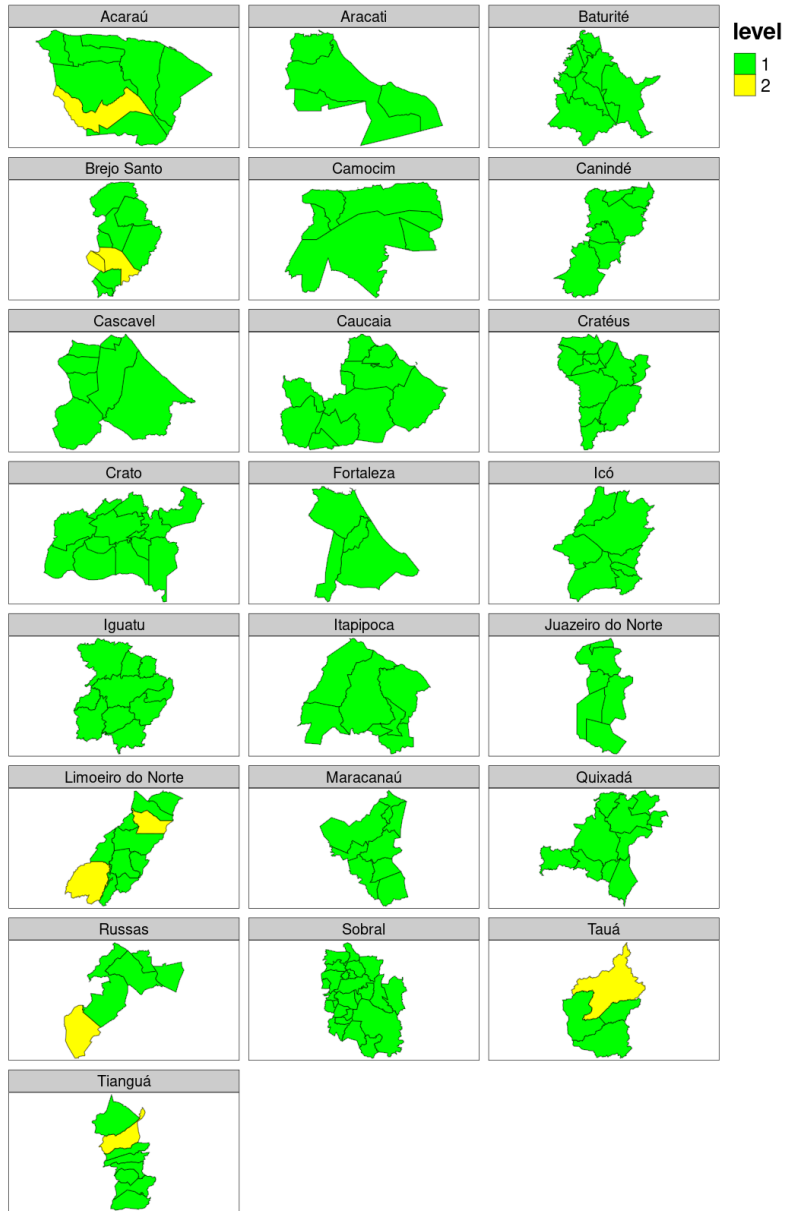 Acaraú
Aracati
Baturité
level
1
2
Brejo Santo
Camocim
Canindé
Cascavel
Caucaia
Cratéus
Crato
Fortaleza
Icó
Iguatu
Itapipoca
Juazeiro do Norte
Limoeiro do Norte
Maracanaú
Quixadá
Russas
Sobral
Tauá
Tianguá